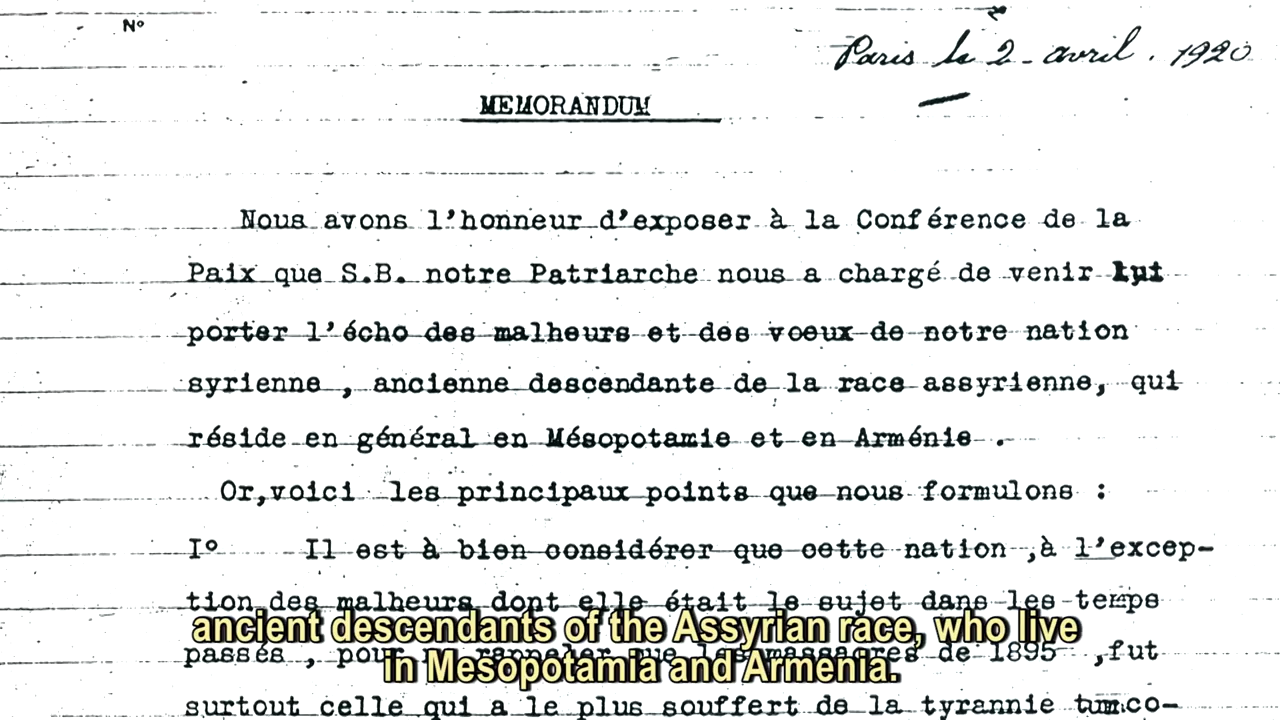 Nº
Paris le 2 avril. 1920
MEMORANDUM
Nous avons l'honneur d'exposer à la Conférence de la
Paix que S.B. notre Patriarche nous a chargé de venir lui
porter l'écho des malheurs et des voeux de notre nation
syrienne , ancienne descendante de la race assyrienne, qui
réside en général en Mésopotamie et en Arménie .
Or,voici les principaux points que nous formulons :
Iº Il est à bien considérer que cette nation ,à l'excep-
tion des malheurs dont elle était le sujet dans les temps
passés , pour rappeler que les massacres de 1895 ,fut
surtout celle qui a le plus souffert de la tyrannie
ancient descendants of the Assyrian race, who live
in Mesopotamia and Armenia.